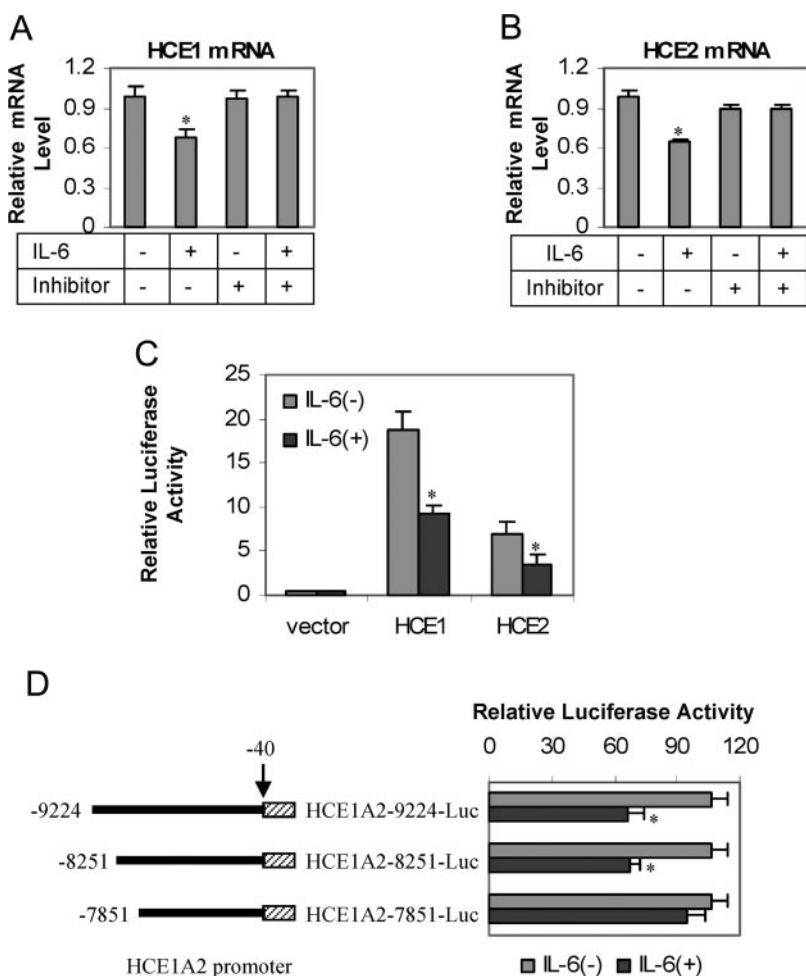 A
HCE1 mRNA
Relative mRNA
Level
1.2
0.9
0.6
0.3
0
*
IL-6 - + - +
Inhibitor - - + +
B
HCE2 mRNA
Relative mRNA
Level
1.2
0.9
0.6
0.3
0
*
IL-6 - + - +
Inhibitor - - + +
C
Relative Luciferase
Activity
25
20
15
10
5
0
IL-6(-)
IL-6(+)
*
*
vector HCE1 HCE2
D
Relative Luciferase Activity
0 30 60 90 120
-40
-9224 HCE1A2-9224-Luc
*
-8251 HCE1A2-8251-Luc
*
-7851 HCE1A2-7851-Luc
HCE1A2 promoter
IL-6(-) IL-6(+)